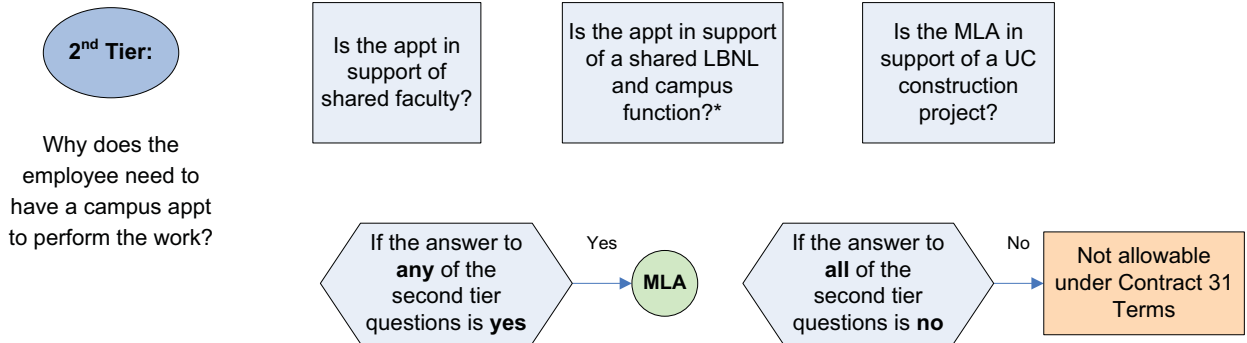 2nd Tier:
Why does the
employee need to
have a campus appt
to perform the work?
Is the appt in
support of
shared faculty?
Is the appt in support
of a shared LBNL
and campus
function?*
Is the MLA in
support of a UC
construction
project?
If the answer to
any of the
second tier
questions is yes
Yes
MLA
If the answer to
all of the
second tier
questions is no
No
Not allowable
under Contract 31
Terms